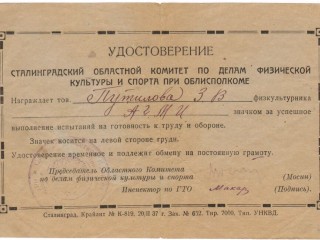 УДОСТОВЕРЕНИЕ
СТАЛИНГРАДСКИЙ ОБЛАСТНОЙ КОМИТЕТ ПО ДЕЛАМ ФИЗИЧЕСКОЙ
КУЛЬТУРЫ И СПОРТА ПРИ ОБЛИСПОЛКОМЕ
Награждает тов. Путилова З В физкультурника
значком за успешное
выполнение испытаний на готовность к труду и обороне.
Значек носится на левой стороне груди.
Удостоверение временное и подлежит обмену на постоянную грамоту.
Председатель Областного Комитета
по делам физической культуры и спорта (Мосин)
Инспектор по ГТО (Подпись).
Сталинград, Крайлит № К-819, 20/II 37 г. Зак. № 632. Тир. 7000. Тип. УНКВД.